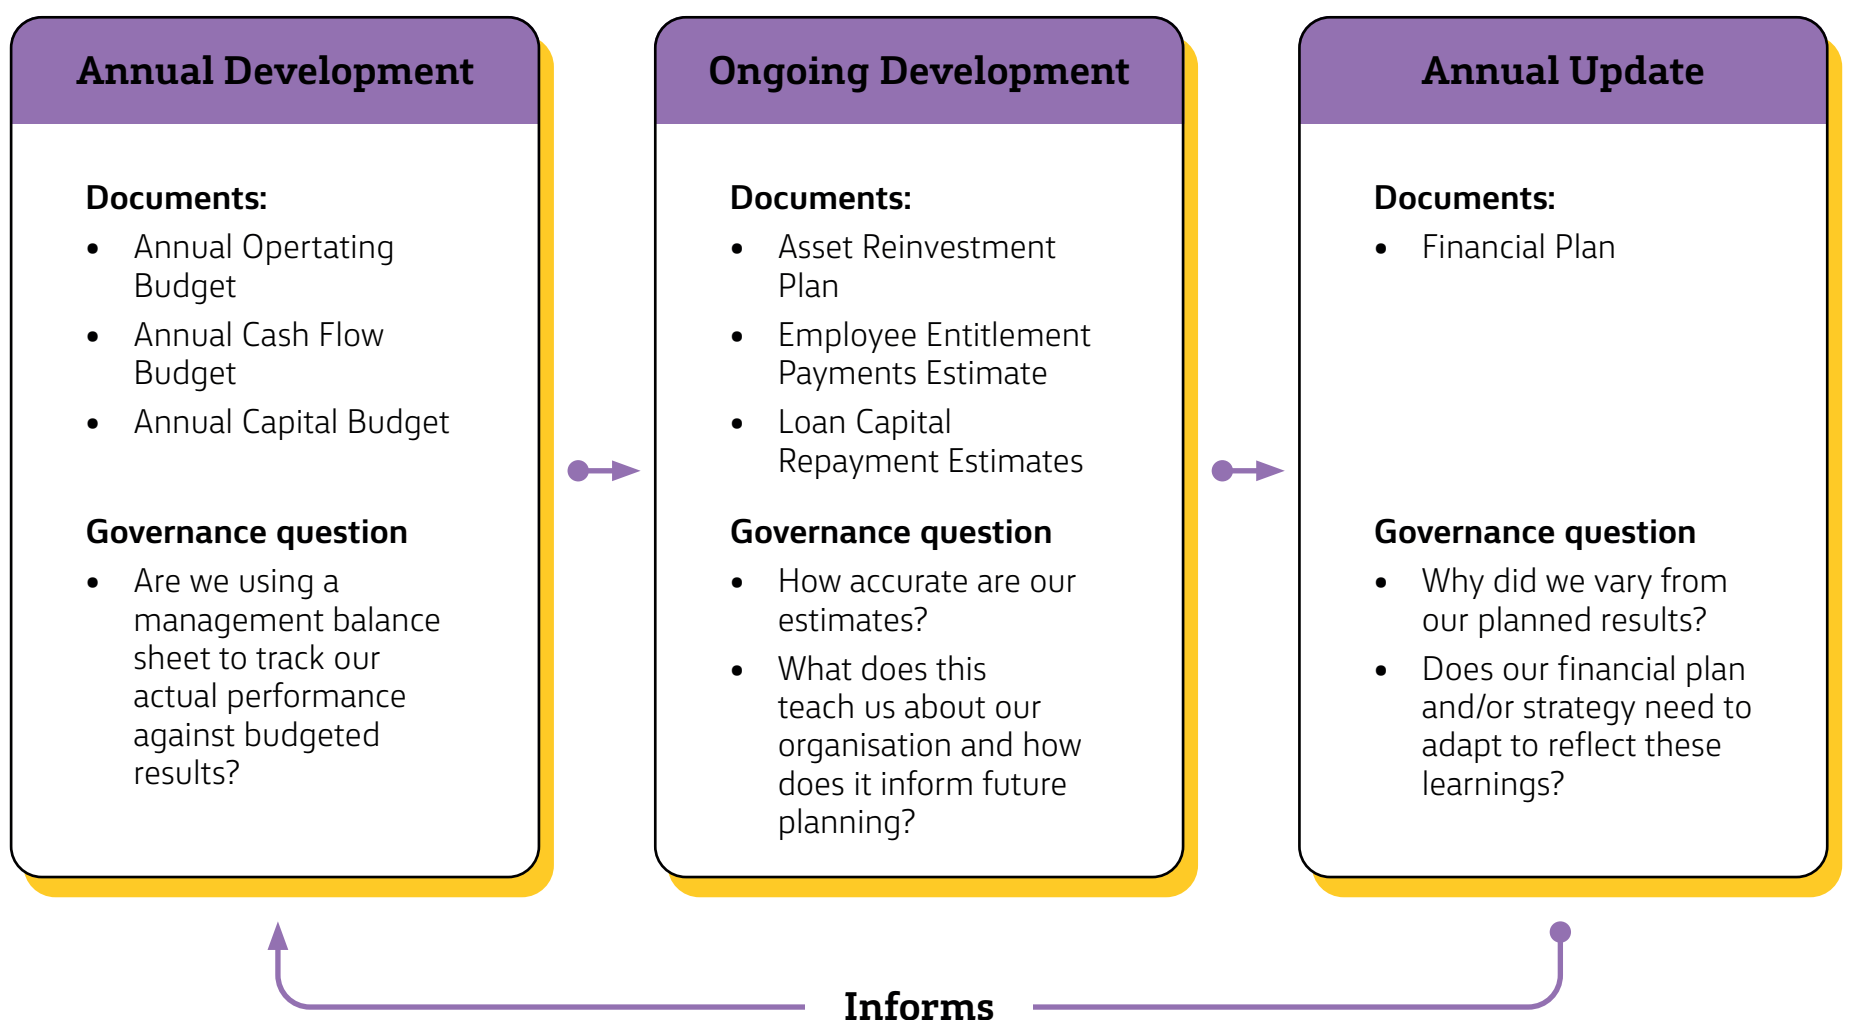 Annual Development
Documents:
• Annual Opertating
Budget
• Annual Cash Flow
Budget
• Annual Capital Budget
Governance question
• Are we using a
management balance
sheet to track our
actual performance
against budgeted
results?
Ongoing Development
Documents:
• Asset Reinvestment
Plan
• Employee Entitlement
Payments Estimate
• Loan Capital
Repayment Estimates
Governance question
• How accurate are our
estimates?
• What does this
teach us about our
organisation and how
does it inform future
planning?
Annual Update
Documents:
• Financial Plan
Governance question
• Why did we vary from
our planned results?
• Does our financial plan
and/or strategy need to
adapt to reflect these
learnings?
Informs